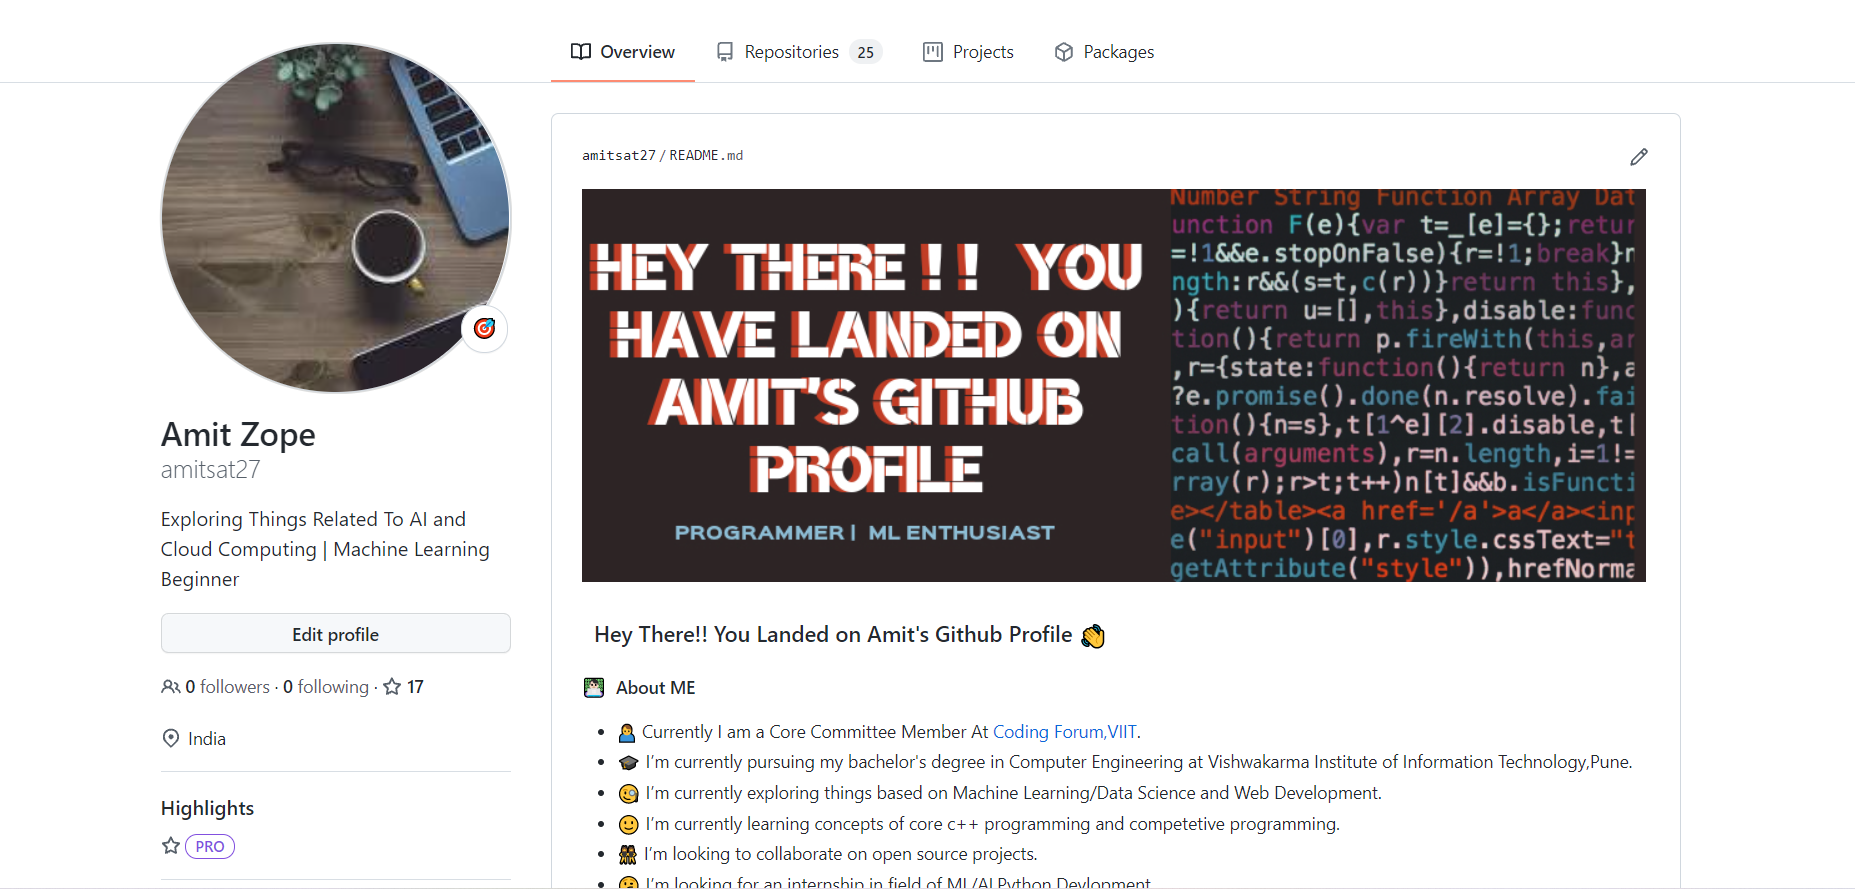 Overview
Repositories 25
Projects
Packages
Amit Zope
amitsat27
Exploring Things Related To AI and
Cloud Computing | Machine Learning
Beginner
Edit profile
0 followers · 0 following · 17
India
Highlights
PRO
amitsat27/README.md
HEY THERE !! YOU
HAVE LANDED ON
AMIT'S GITHUB
PROFILE
PROGRAMMER | ML ENTHUSIAST
Number String Function Array Dat
unction F(e){var t=_[e]={};retur
=!1&&e.stopOnFalse){r=!1;break}n
ngth:r&&(s=t,c(r))}return this},
){return u=[],this},disable:func
tion(){return p.fireWith(this,ar
,r={state:function(){return n},a
?e.promise().done(n.resolve).fai
tion(){n=s},t[1^e][2].disable,t[
call(arguments),r=n.length,i=1!=
rray(r);r>t;t++)n[t]&&b.isFuncti
e></table><a href='/a'>a</a><inp
e("input")[0],r.style.cssText="t
getAttribute("style")),hrefNorma
Hey There!! You Landed on Amit's Github Profile 👏
About ME
Currently I am a Core Committee Member At Coding Forum,VIIT.
I'm currently pursuing my bachelor's degree in Computer Engineering at Vishwakarma Institute of Information Technology,Pune.
I'm currently exploring things based on Machine Learning/Data Science and Web Development.
I'm currently learning concepts of core c++ programming and competetive programming.
I'm looking to collaborate on open source projects.
I'm looking for an internship in field of ML/AI,Python Devlopment